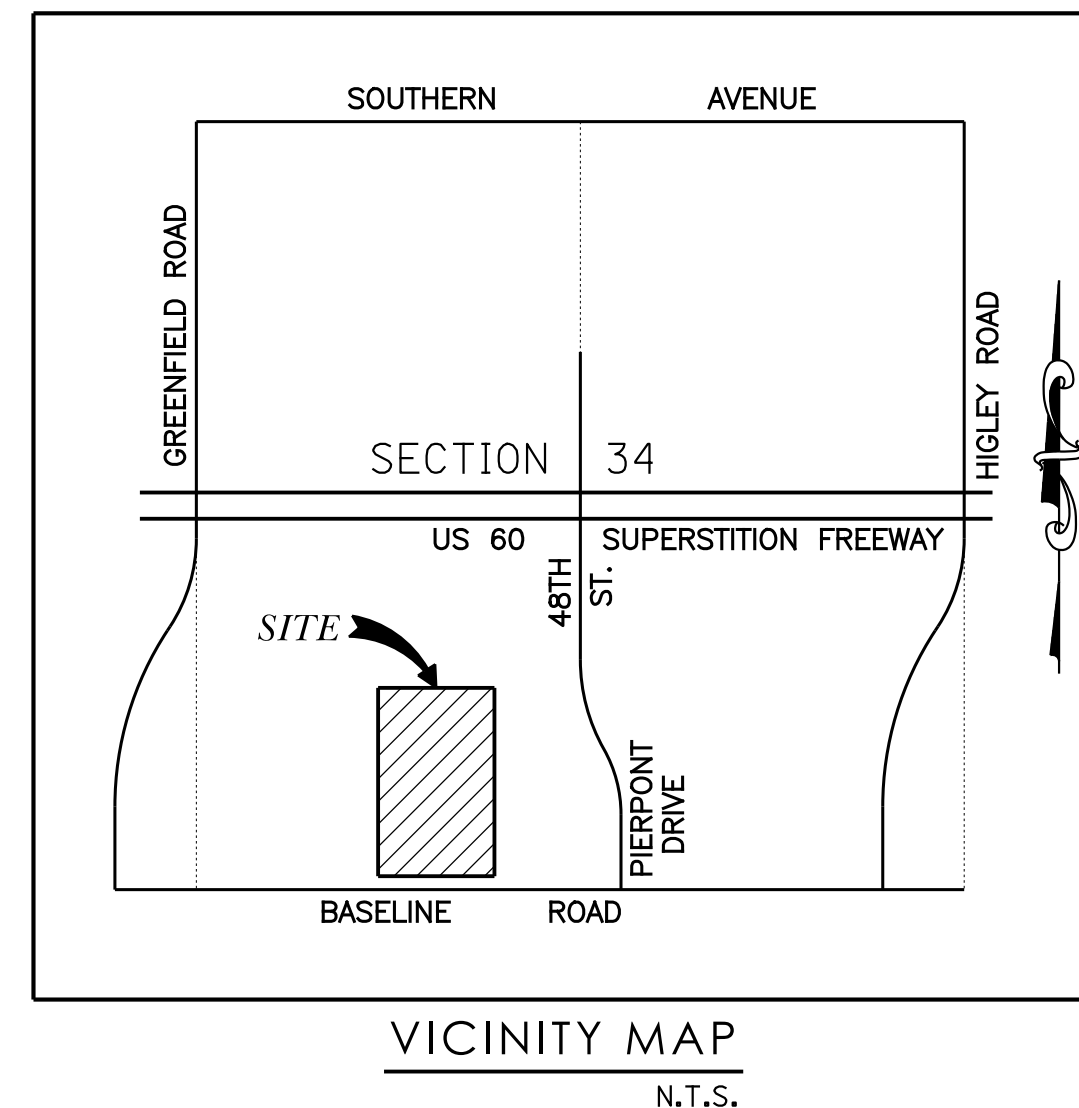 SOUTHERN AVENUE
GREENFIELD ROAD
HIGLEY ROAD
SECTION 34
US 60 SUPERSTITION FREEWAY
48TH ST.
SITE
PIERPONT
DRIVE
BASELINE ROAD
VICINITY MAP
N.T.S.